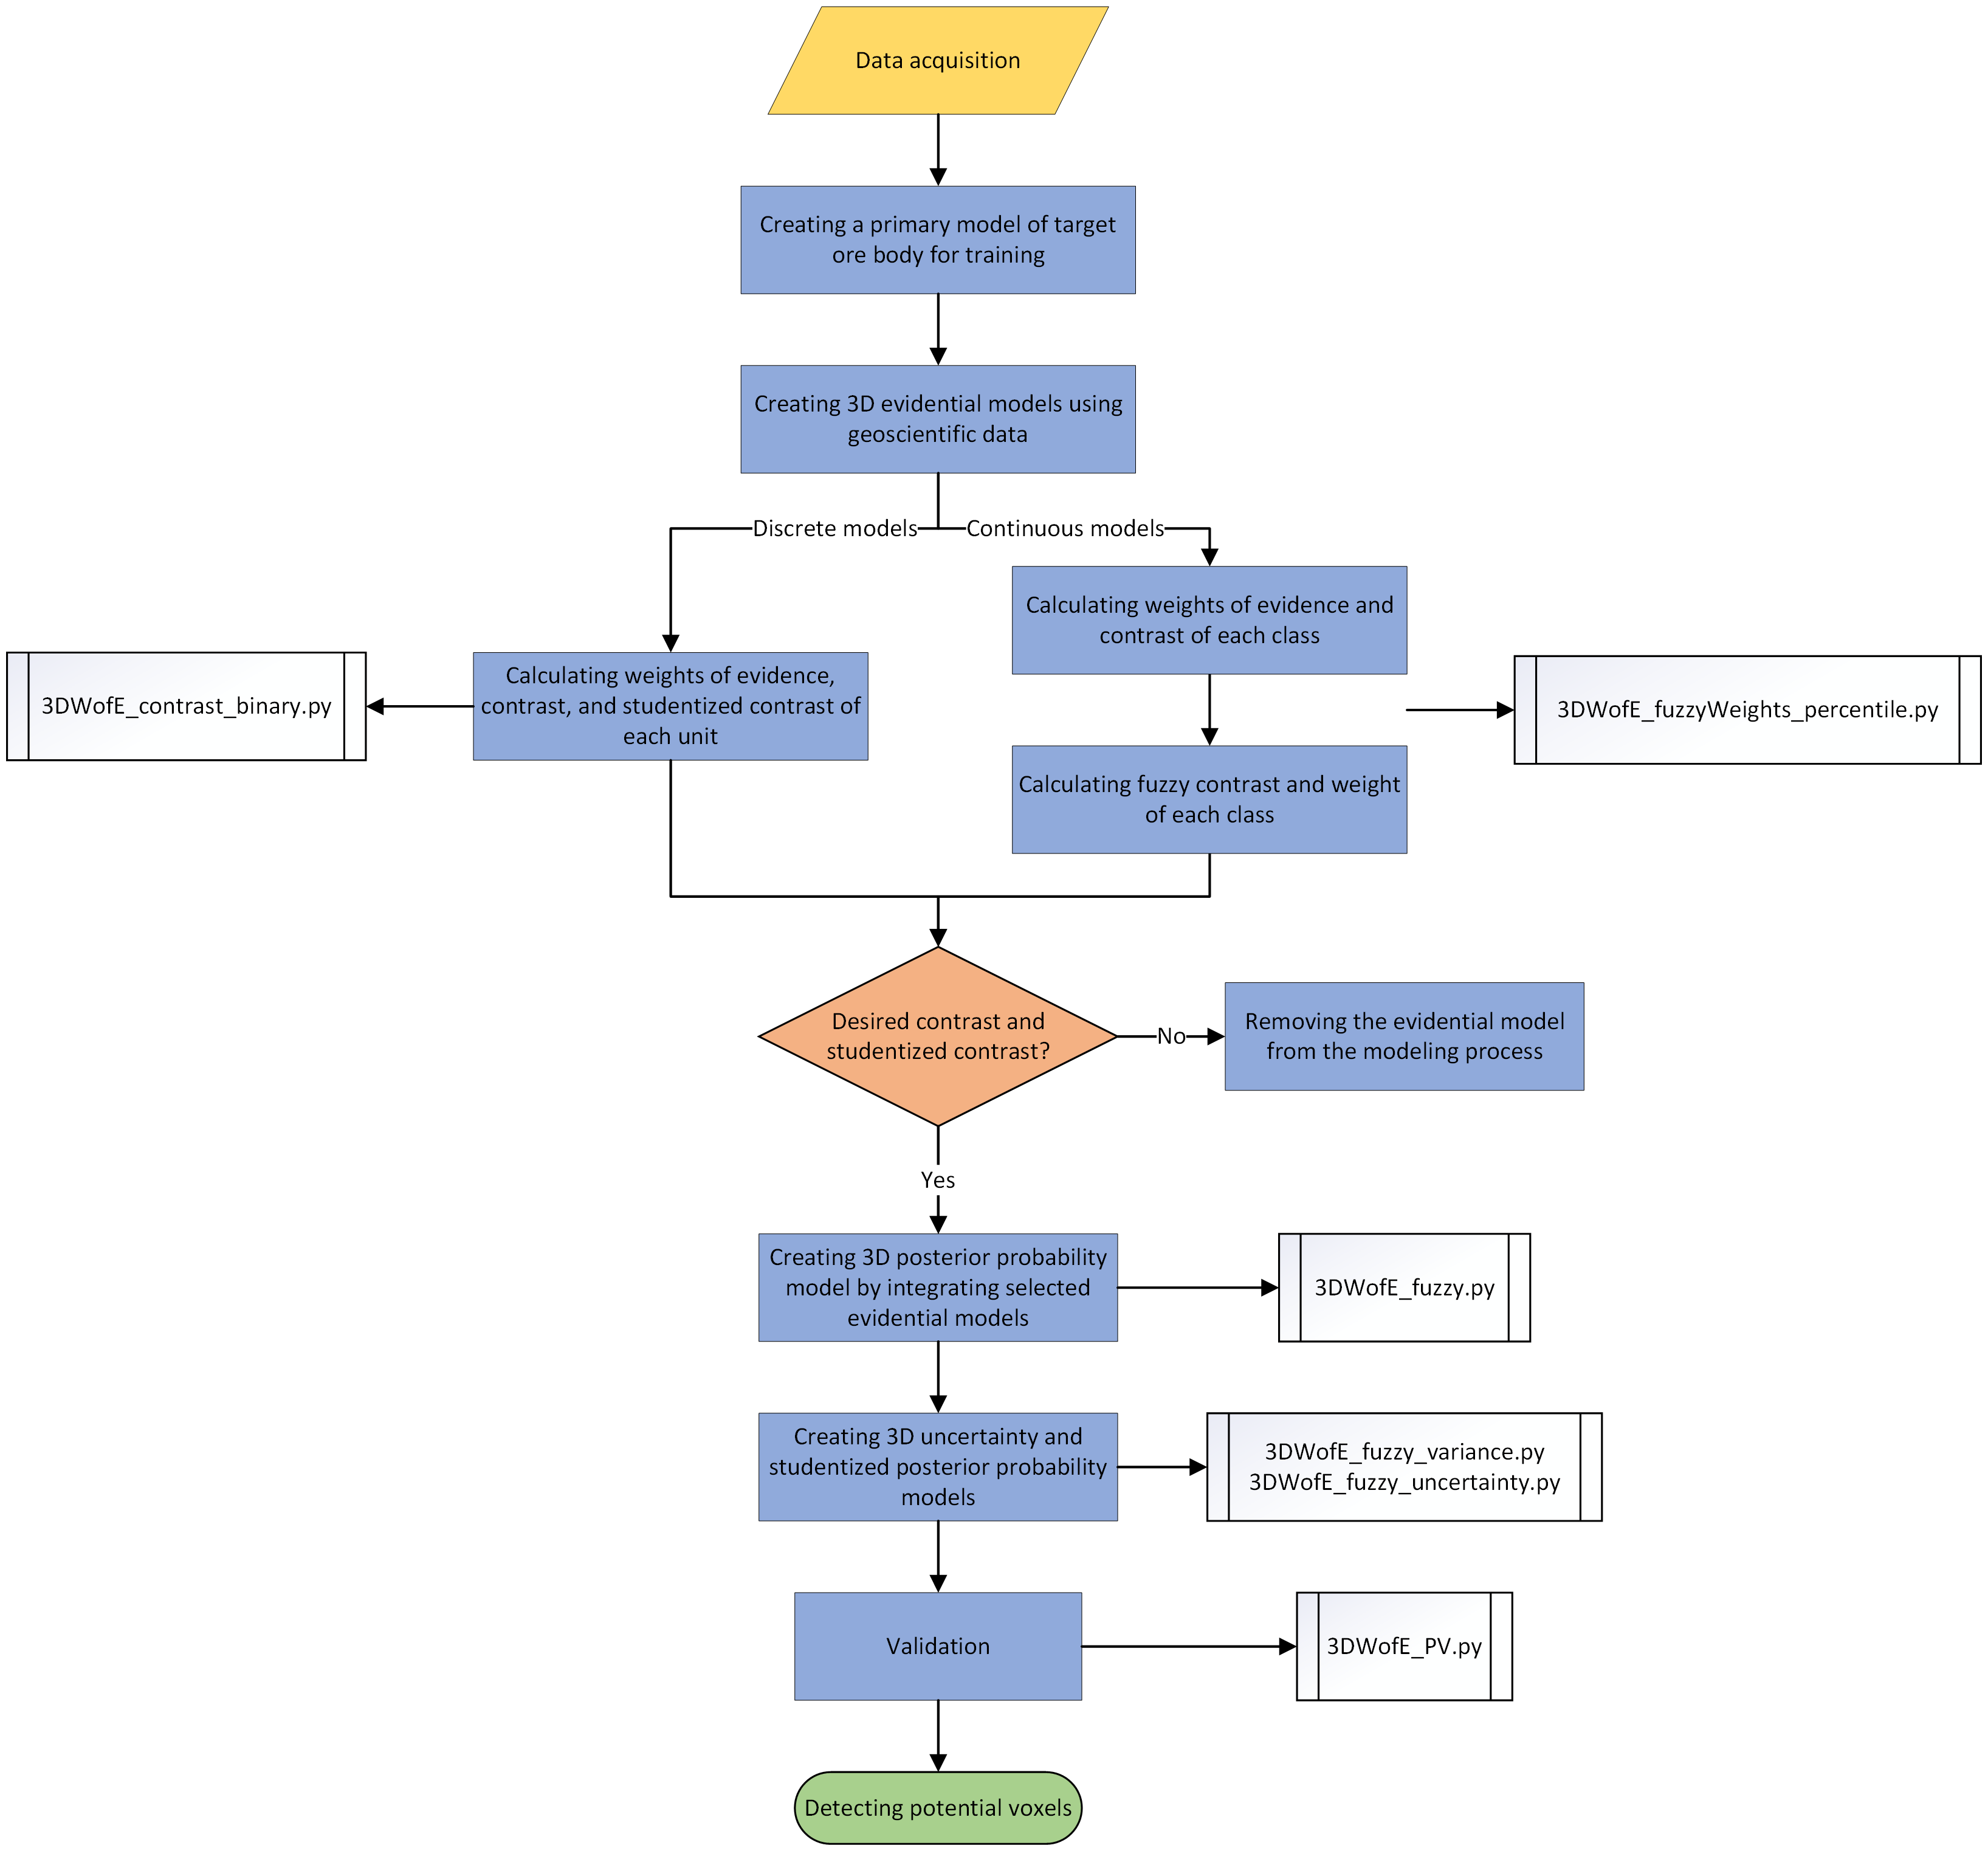 Data acquisition
Creating a primary model of target
ore body for training
Creating 3D evidential models using
geoscientific data
Discrete models
Continuous models
Calculating weights of evidence and
contrast of each class
3DWofE_contrast_binary.py
Calculating weights of evidence,
contrast, and studentized contrast of
each unit
3DWofE_fuzzyWeights_percentile.py
Calculating fuzzy contrast and weight
of each class
Desired contrast and
studentized contrast?
No
Removing the evidential model
from the modeling process
Yes
Creating 3D posterior probability
model by integrating selected
evidential models
3DWofE_fuzzy.py
Creating 3D uncertainty and
studentized posterior probability
models
3DWofE_fuzzy_variance.py
3DWofE_fuzzy_uncertainty.py
Validation
3DWofE_PV.py
Detecting potential voxels